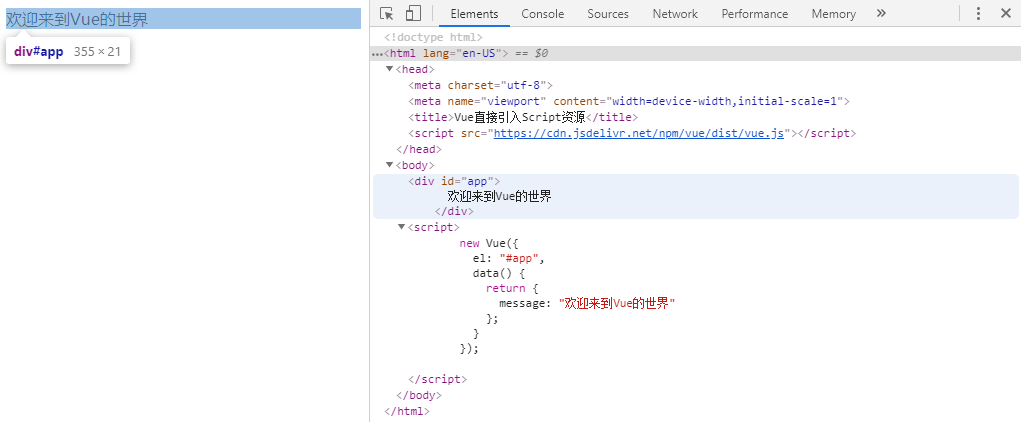 欢迎来到Vue的世界
div#app 355 × 21
Elements Console Sources Network Performance Memory »
<!doctype html>
•••<html lang="en-US"> == $0
▼<head>
<meta charset="utf-8">
<meta name="viewport" content="width=device-width,initial-scale=1">
<title>Vue直接引入Script资源</title>
<script src="https://cdn.jsdelivr.net/npm/vue/dist/vue.js"></script>
</head>
▼<body>
<div id="app">
欢迎来到Vue的世界
</div>
▼<script>
new Vue({
el: "#app",
data() {
return {
message: "欢迎来到Vue的世界"
};
}
});
</script>
</body>
</html>